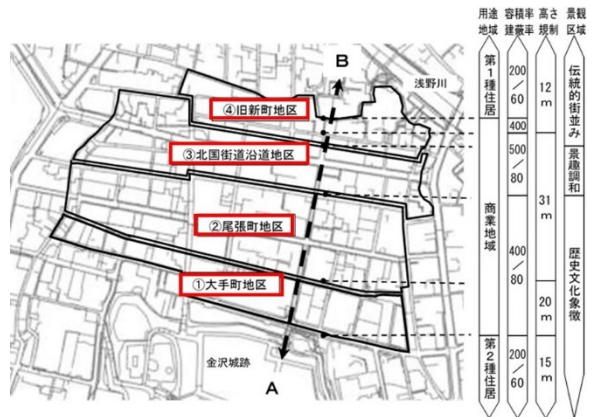 用途地域
容積率
建蔽率
高さ規制
景観区域
B
浅野川
④旧新町地区
③北国街道沿道地区
②尾張町地区
①大手町地区
金沢城跡
A
第1種住居
商業地域
第2種住居
200/60
400
500/80
400/80
200/60
12m
31m
20m
15m
伝統的街並み
景趣調和
歴史文化象徴